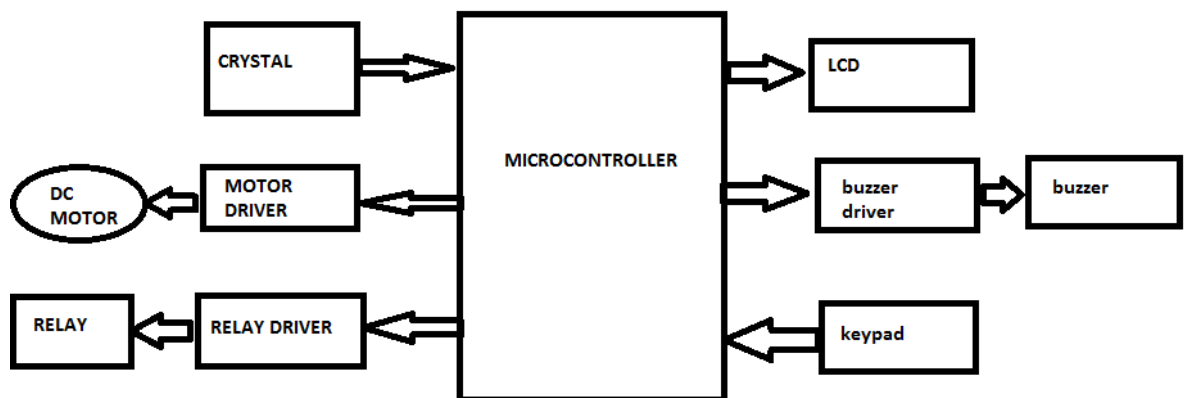 CRYSTAL
LCD
MICROCONTROLLER
DC
MOTOR
MOTOR
DRIVER
buzzer
driver
buzzer
RELAY
RELAY DRIVER
keypad